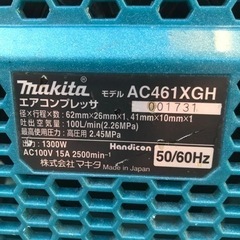 makita モデル AC461XGH
エアコンプレッサ 001731
径×行程×数：62mm×26mm×1, 41mm×10mm×1
吐出空気量：100L/min(2.26MPa)
最高使用圧力：高圧 2.45MPa
出力：1300W Handicon
AC100V 15A 2500min⁻¹ 50/60Hz
株式会社マキタ MADE IN JAPAN